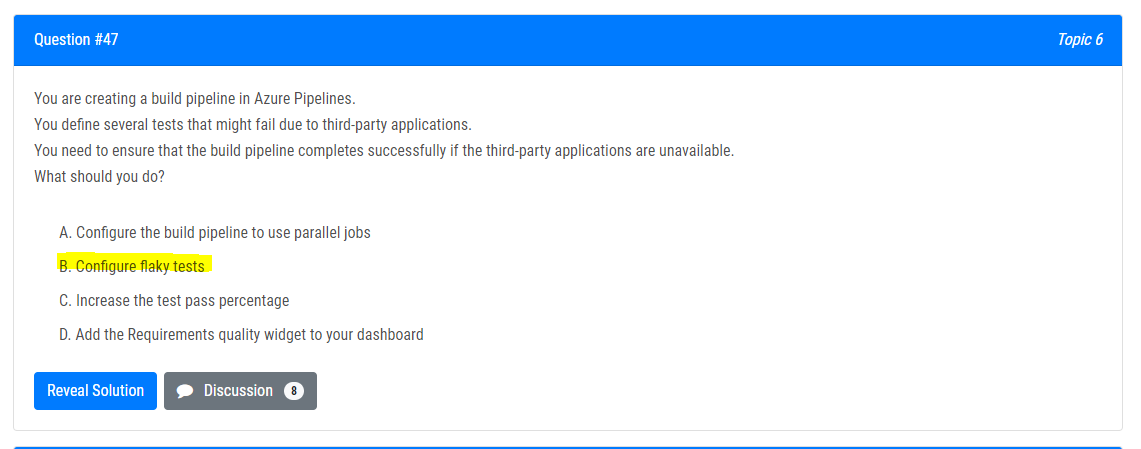 Question #47
Topic 6
You are creating a build pipeline in Azure Pipelines.
You define several tests that might fail due to third-party applications.
You need to ensure that the build pipeline completes successfully if the third-party applications are unavailable.
What should you do?
A. Configure the build pipeline to use parallel jobs
B. Configure flaky tests
C. Increase the test pass percentage
D. Add the Requirements quality widget to your dashboard
Reveal Solution
Discussion 8